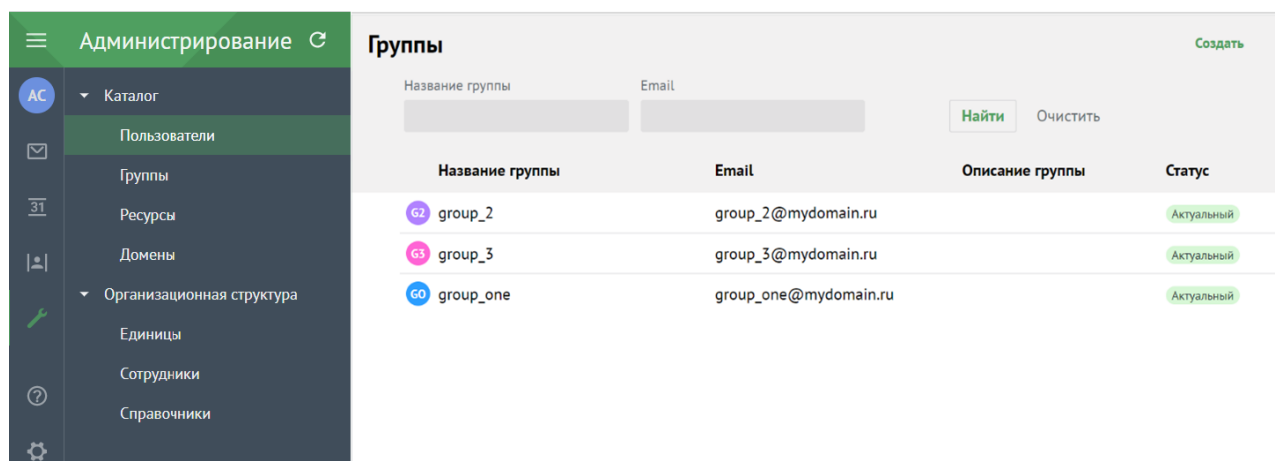 Администрирование
AC
Каталог
Пользователи
Группы
Ресурсы
31
Домены
Организационная структура
Единицы
Сотрудники
Справочники
Группы
Создать
Название группы Email
Найти Очистить
Название группы Email Описание группы Статус
G2 group_2 group_2@mydomain.ru Актуальный
G3 group_3 group_3@mydomain.ru Актуальный
GO group_one group_one@mydomain.ru Актуальный